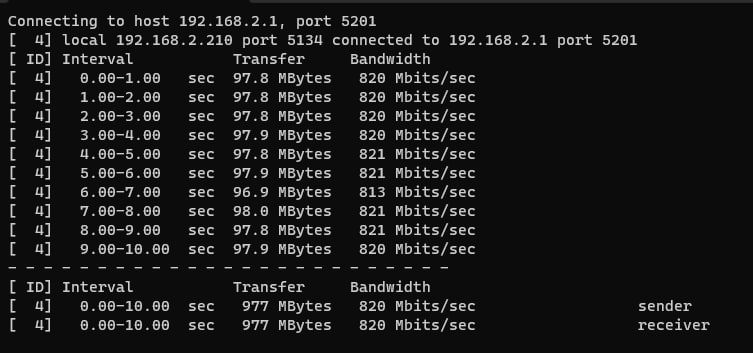 Connecting to host 192.168.2.1, port 5201
[  4] local 192.168.2.210 port 5134 connected to 192.168.2.1 port 5201
[ ID] Interval           Transfer     Bandwidth
[  4]   0.00-1.00   sec  97.8 MBytes   820 Mbits/sec
[  4]   1.00-2.00   sec  97.8 MBytes   820 Mbits/sec
[  4]   2.00-3.00   sec  97.8 MBytes   820 Mbits/sec
[  4]   3.00-4.00   sec  97.9 MBytes   820 Mbits/sec
[  4]   4.00-5.00   sec  97.8 MBytes   821 Mbits/sec
[  4]   5.00-6.00   sec  97.9 MBytes   820 Mbits/sec
[  4]   6.00-7.00   sec  96.9 MBytes   813 Mbits/sec
[  4]   7.00-8.00   sec  98.0 MBytes   821 Mbits/sec
[  4]   8.00-9.00   sec  97.8 MBytes   821 Mbits/sec
[  4]   9.00-10.00  sec  97.9 MBytes   820 Mbits/sec
- - - - - - - - - - - - - - - - - - - - - - - - -
[ ID] Interval           Transfer     Bandwidth
[  4]   0.00-10.00  sec   977 MBytes   820 Mbits/sec                  sender
[  4]   0.00-10.00  sec   977 MBytes   820 Mbits/sec                  receiver